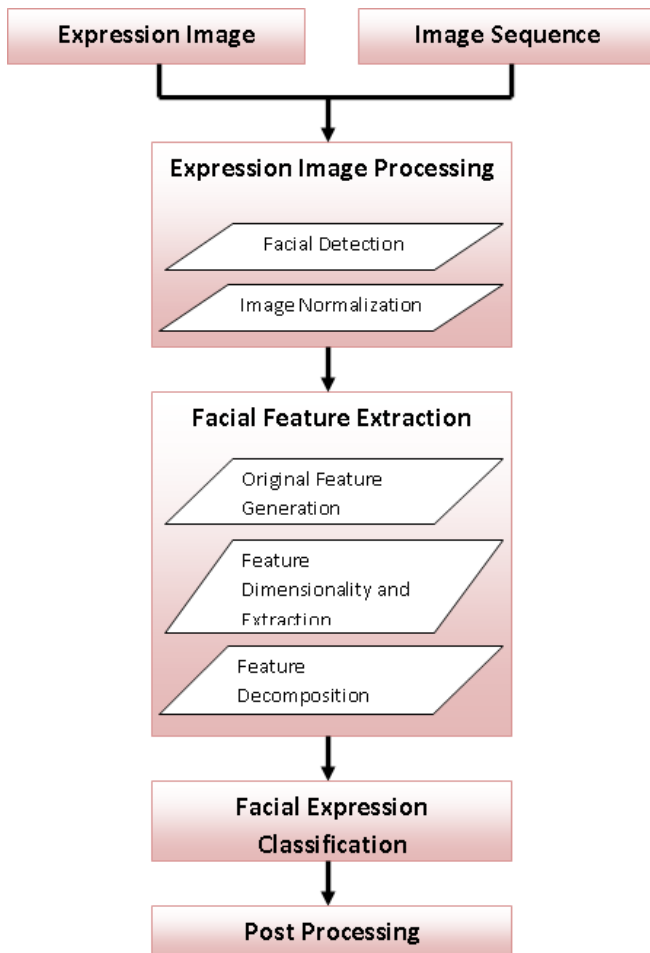 Expression Image
Image Sequence
Expression Image Processing
Facial Detection
Image Normalization
Facial Feature Extraction
Original Feature
Generation
Feature
Dimensionality and
Extraction
Feature
Decomposition
Facial Expression
Classification
Post Processing